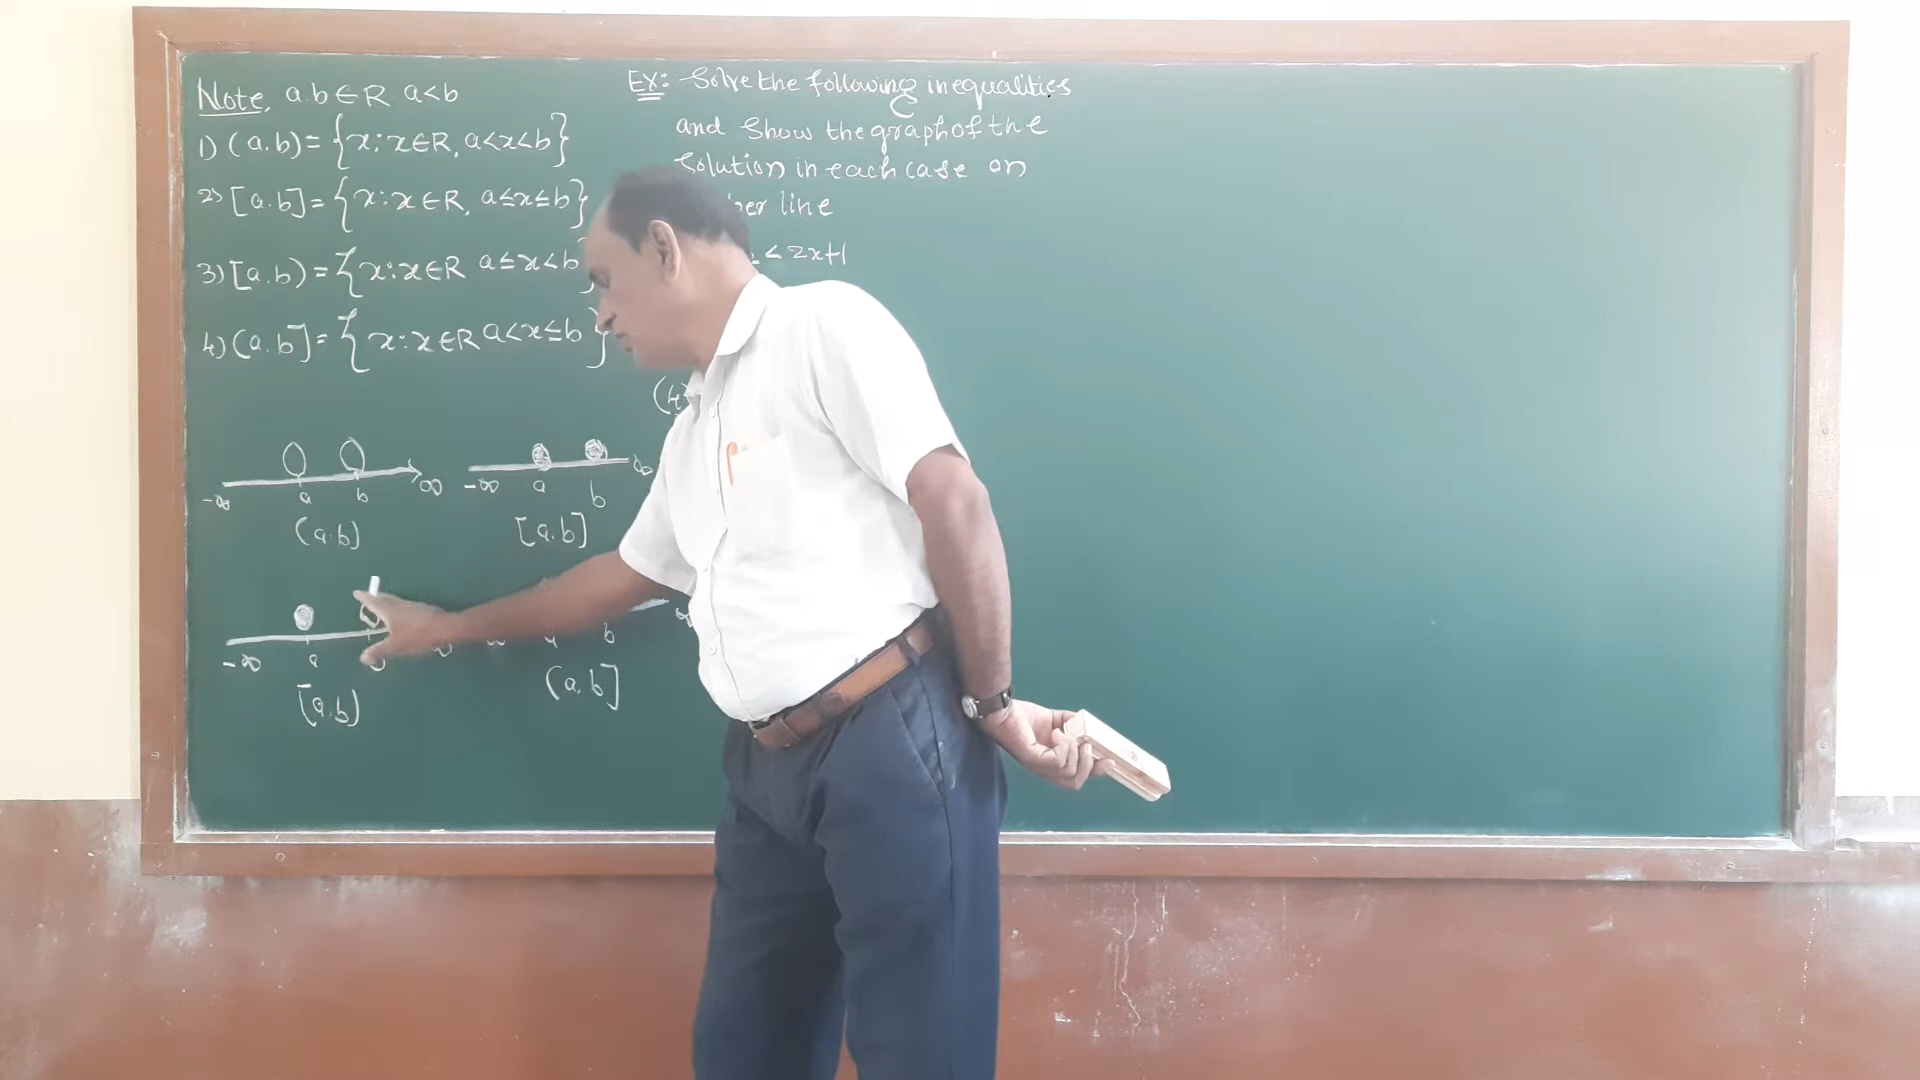 Note, a.b∈R a<b
1) (a.b) = {x:x∈R, a<x<b}
2) [a.b] = {x:x∈R, a≤x≤b}
3) [a.b) = {x:x∈R a≤x<b
4) (a.b] = {x:x∈R a<x≤b}
-∞ a b ∞
(a.b)
-∞ a b ∞
[a.b]
-∞ a
[a.b)
b
(a,b]
EX: Solve the following inequalities
and Show the graph of the
Solution in each case on
line
<2x+1
(4)